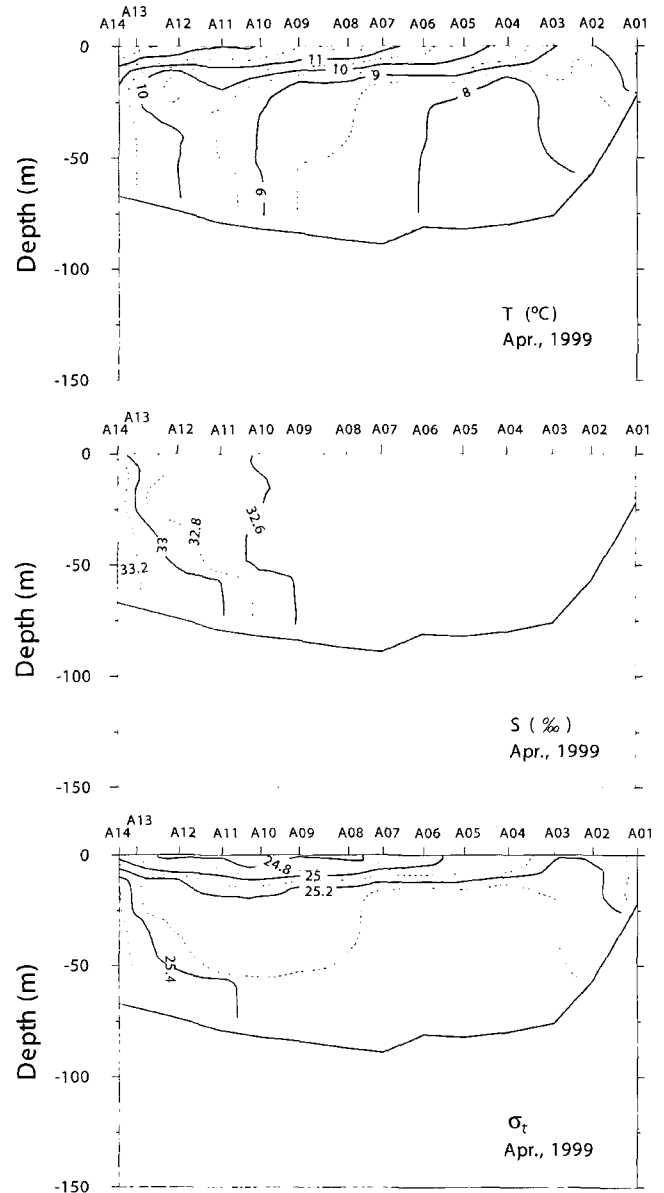 A13
A14 A12 A11 A10 A09 A08 A07 A06 A05 A04 A03 A02 A01
0
11
10
9
10
8
-50
9
Depth (m)
-100
T (ºC)
Apr., 1999
-150
A13
A14 A12 A11 A10 A09 A08 A07 A06 A05 A04 A03 A02 A01
0
32.6
32.8
33
-50
33.2
Depth (m)
-100
S (‰)
Apr., 1999
-150
A13
A14 A12 A11 A10 A09 A08 A07 A06 A05 A04 A03 A02 A01
0
24.8
25
25.2
-50
25.4
Depth (m)
-100
σt
Apr., 1999
-150